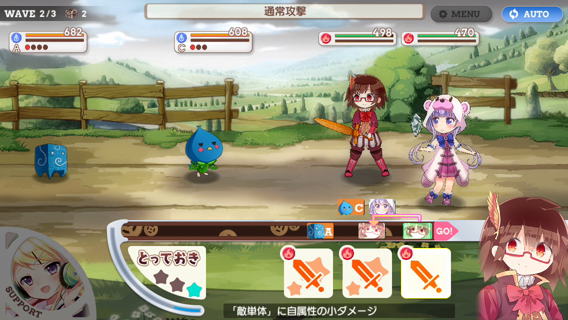 WAVE 2/3 2
通常攻撃
MENU
AUTO
682
A
608
C
498
470
C
A
GO!
とっておき
SUPPORT
「敵単体」に自属性の小ダメージ